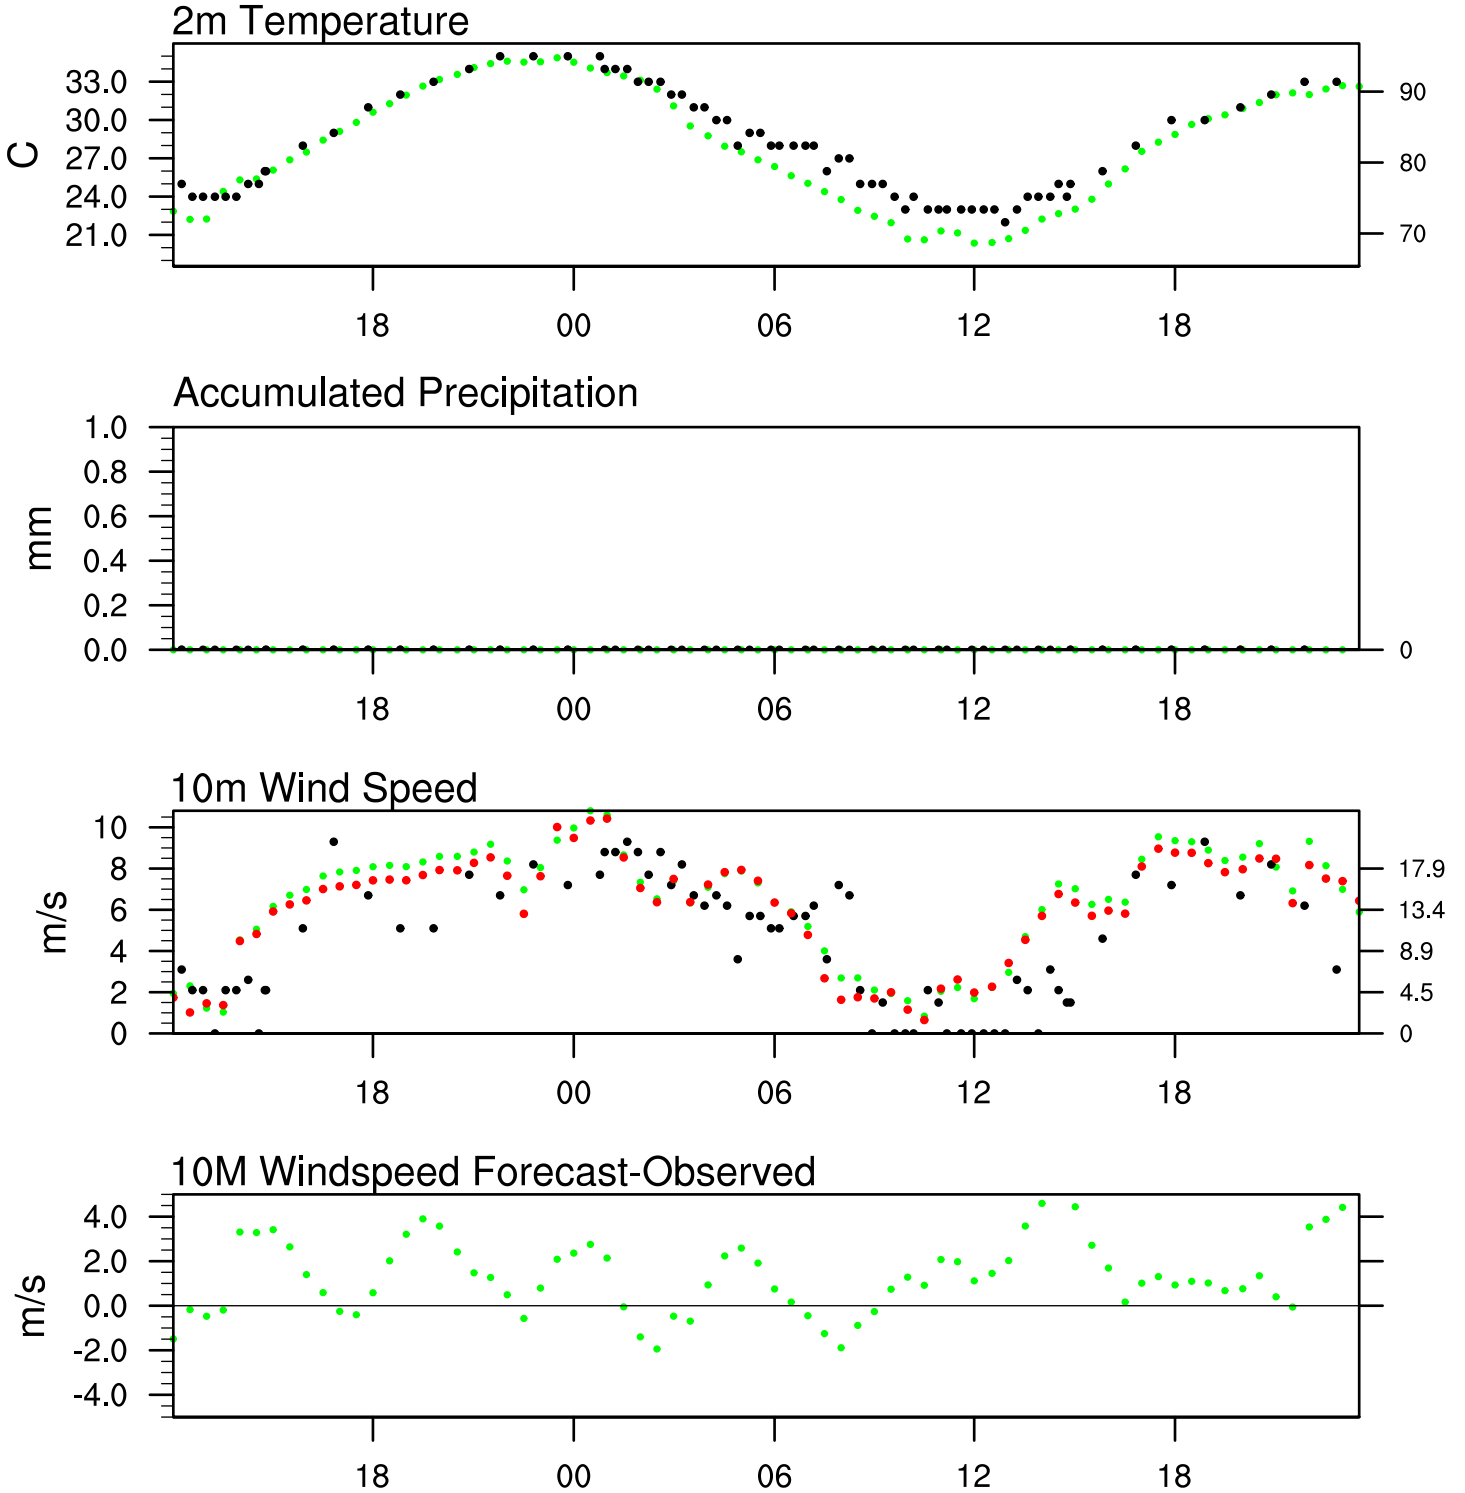 2m Temperature
C
33.0
30.0
27.0
24.0
21.0
90
80
70
18 00 06 12 18
Accumulated Precipitation
mm
1.0
0.8
0.6
0.4
0.2
0.0
0
18 00 06 12 18
10m Wind Speed
m/s
10
8
6
4
2
0
17.9
13.4
8.9
4.5
0
18 00 06 12 18
10M Windspeed Forecast-Observed
m/s
4.0
2.0
0.0
-2.0
-4.0
18 00 06 12 18